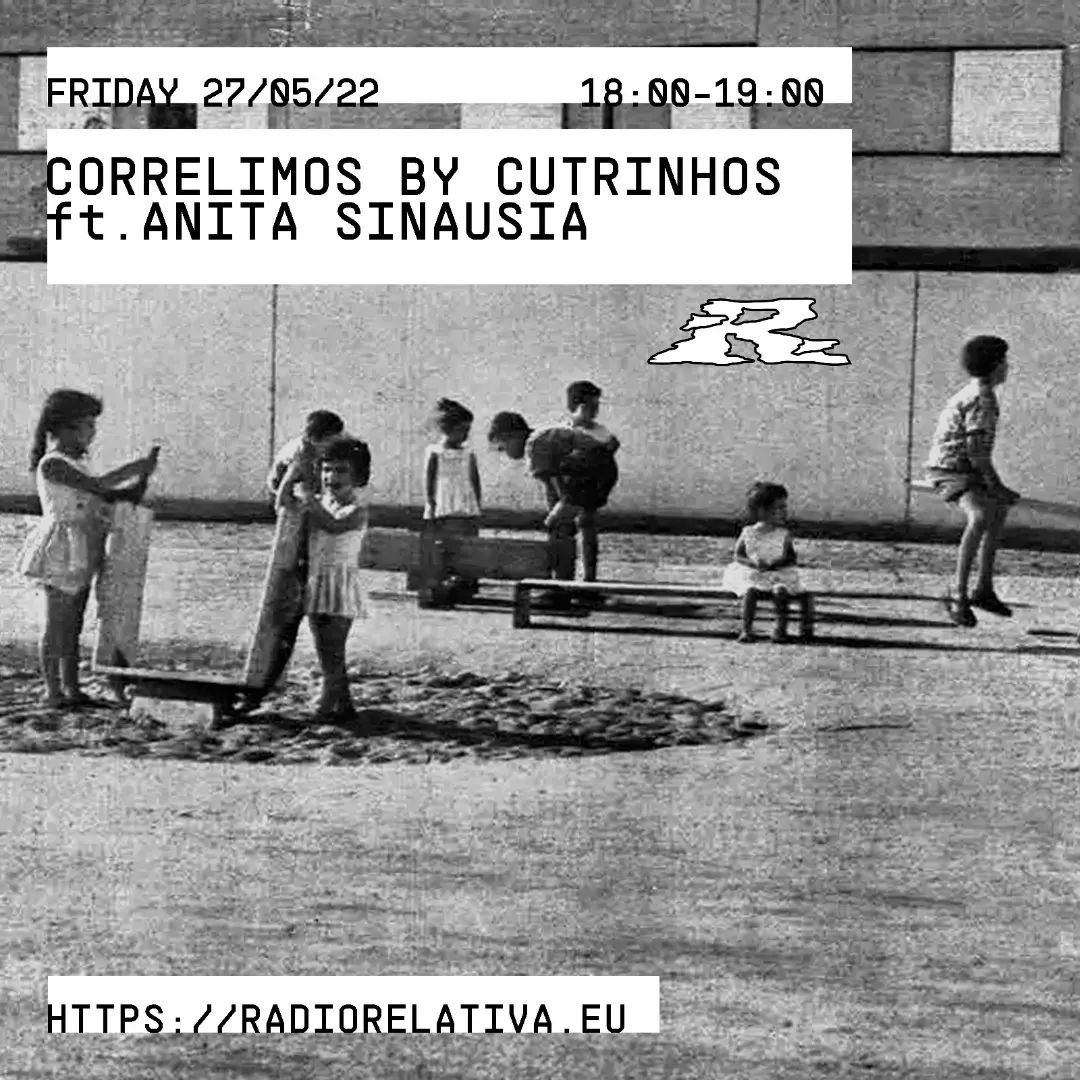 FRIDAY 27/05/22 18:00-19:00
CORRELIMOS BY CUTRINHOS
ft.ANITA SINAUSIA
R
HTTPS://RADIORELATIVA.EU